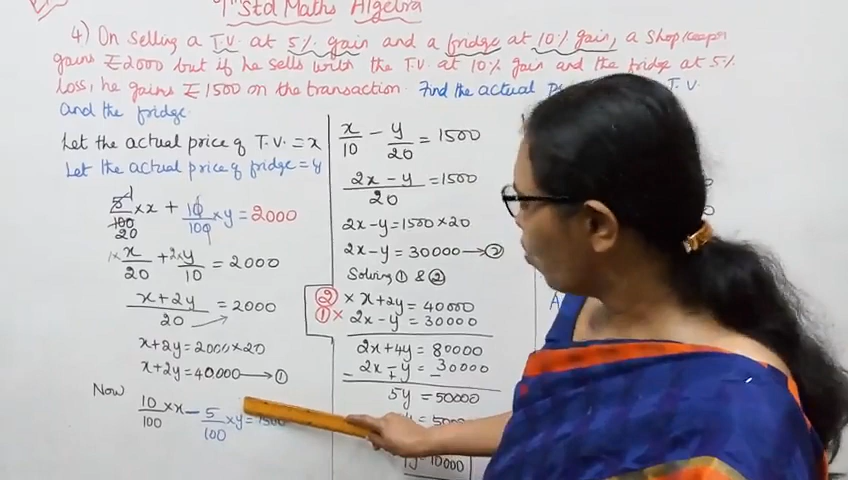 9th Std Maths Algebra
4) On selling a T.V. at 5% gain and a fridge at 10% gain, a shopkeeper
gains ₹2000 but if he sells with the T.V. at 10% gain and the fridge at 5%
loss, he gains ₹1500 on the transaction. Find the actual T.V.
and the fridge.
Let the actual price of T.V. = x
Let the actual price of fridge = y
5/100 × x + 10/100 × y = 2000
20
1× x/20 + 2× y/10 = 2000
x+2y/20 = 2000
x+2y = 2000×20
x+2y = 40000 → ①
Now
10/100 × x − 5/100 × y = 1500
x/10 − y/20 = 1500
2x − y/20 = 1500
2x−y = 1500×20
2x−y = 30000 → ②
Solving ① & ②
② × x+2y = 40000
① × 2x−y = 30000
2x+4y = 80000
2x − y = 30000
− + −
5y = 50000
y = 10000